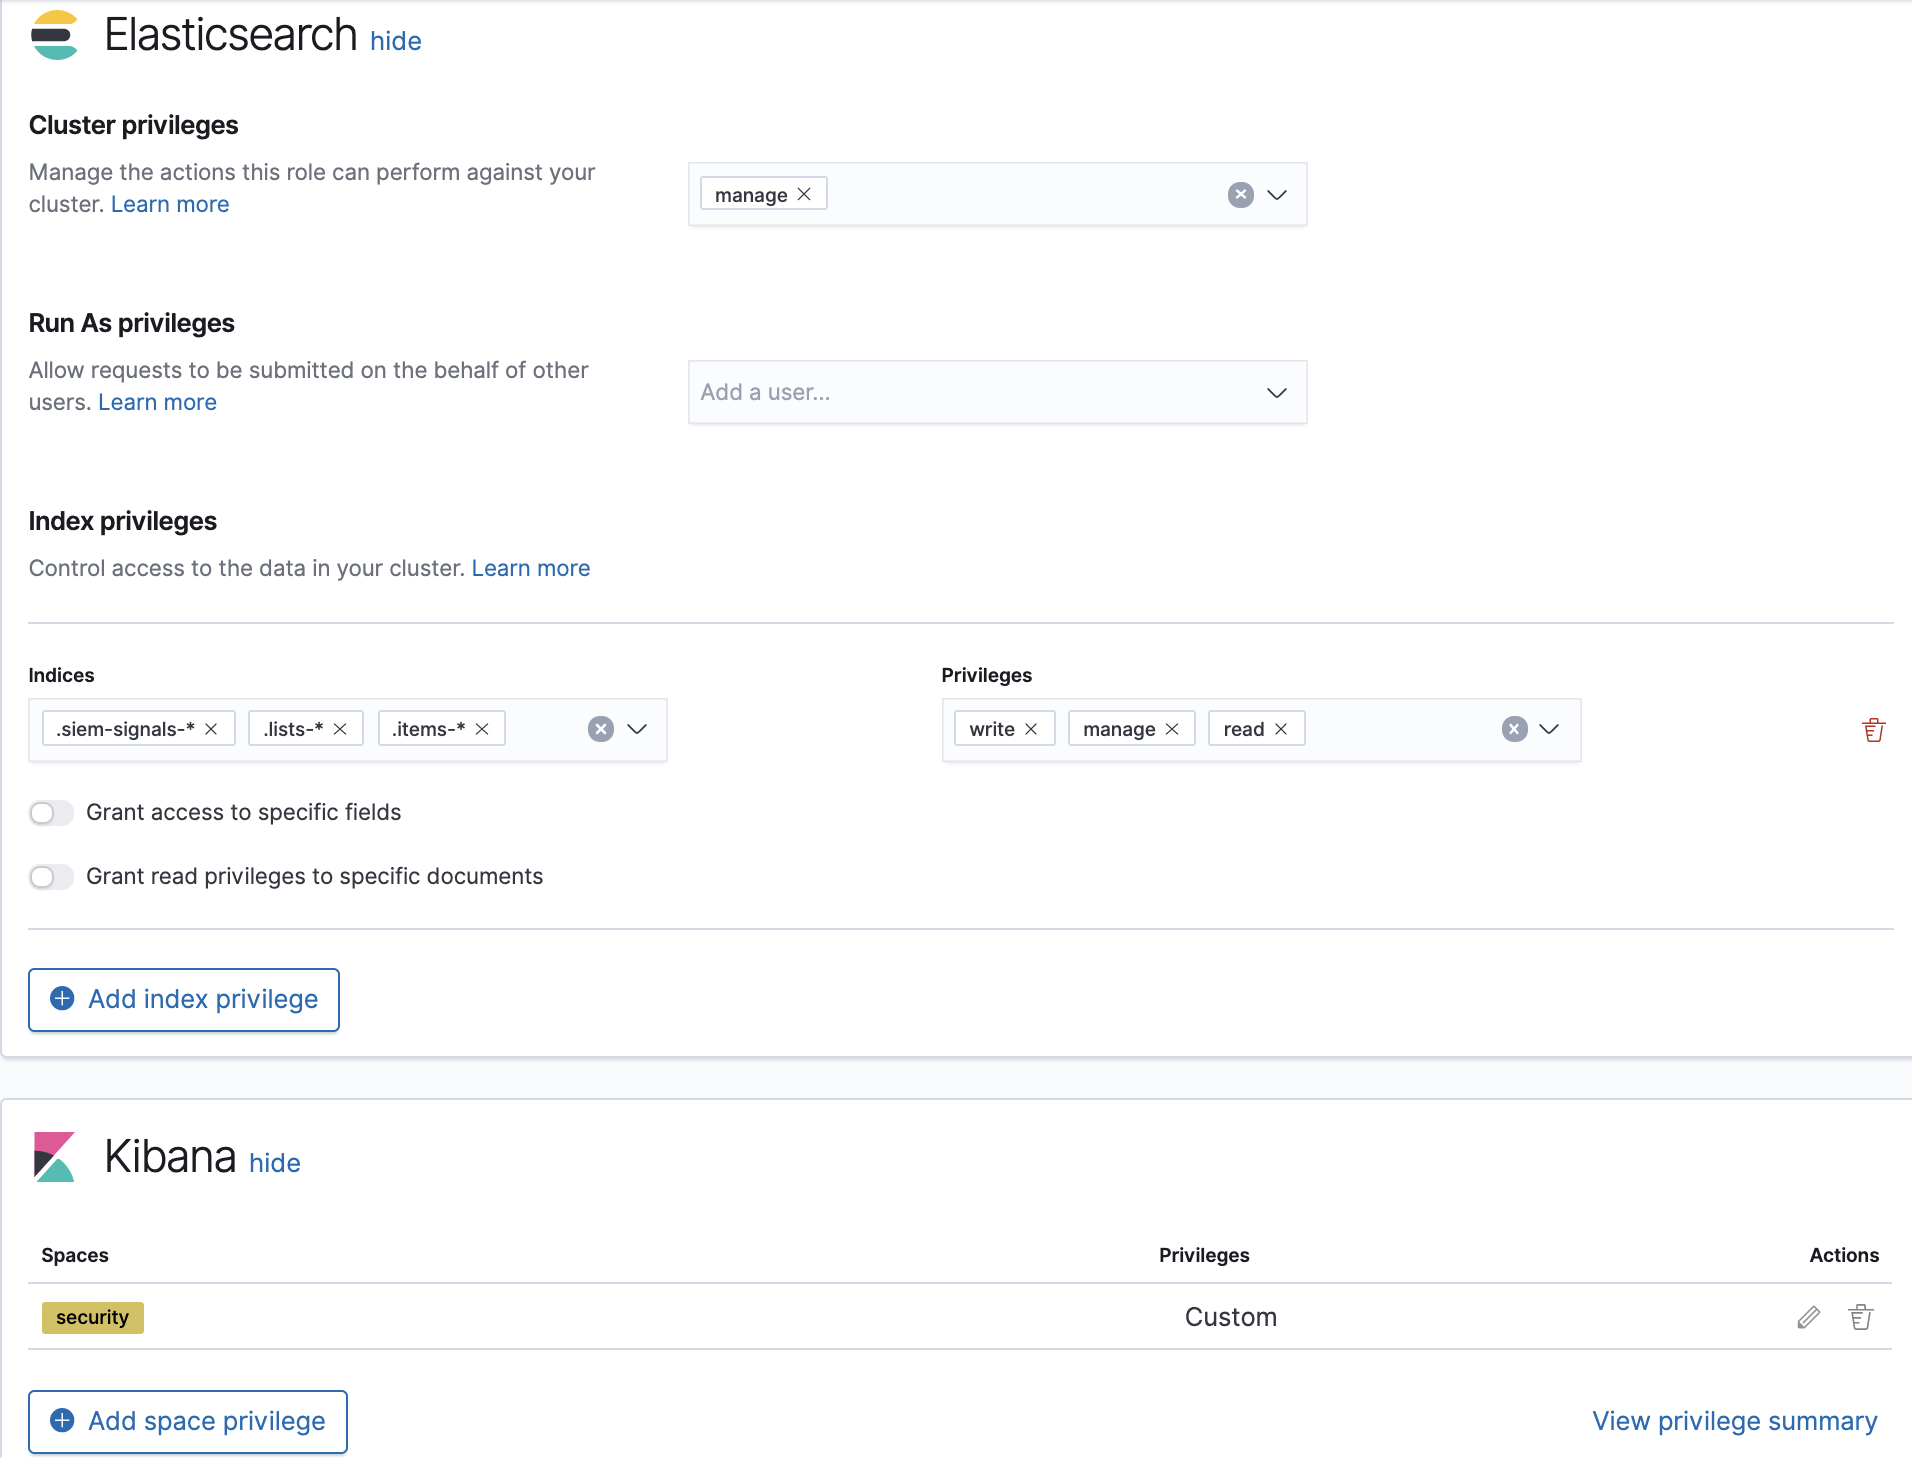 Elasticsearch hide
Cluster privileges
Manage the actions this role can perform against your
cluster. Learn more
manage
Run As privileges
Allow requests to be submitted on the behalf of other
users. Learn more
Add a user...
Index privileges
Control access to the data in your cluster. Learn more
Indices
.siem-signals-* .lists-* .items-*
Privileges
write manage read
Grant access to specific fields
Grant read privileges to specific documents
Add index privilege
Kibana hide
Spaces Privileges Actions
security Custom
Add space privilege
View privilege summary